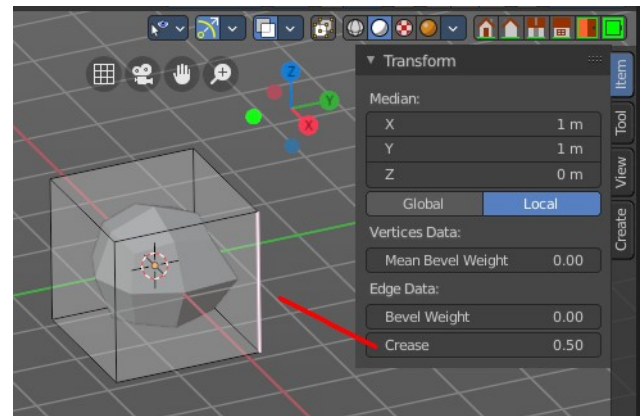 Transform
Item
Median:
X 1 m
Tool
Y 1 m
Z 0 m
View
Global Local
Vertices Data:
Create
Mean Bevel Weight 0.00
Edge Data:
Bevel Weight 0.00
Crease 0.50
Z
Y
X